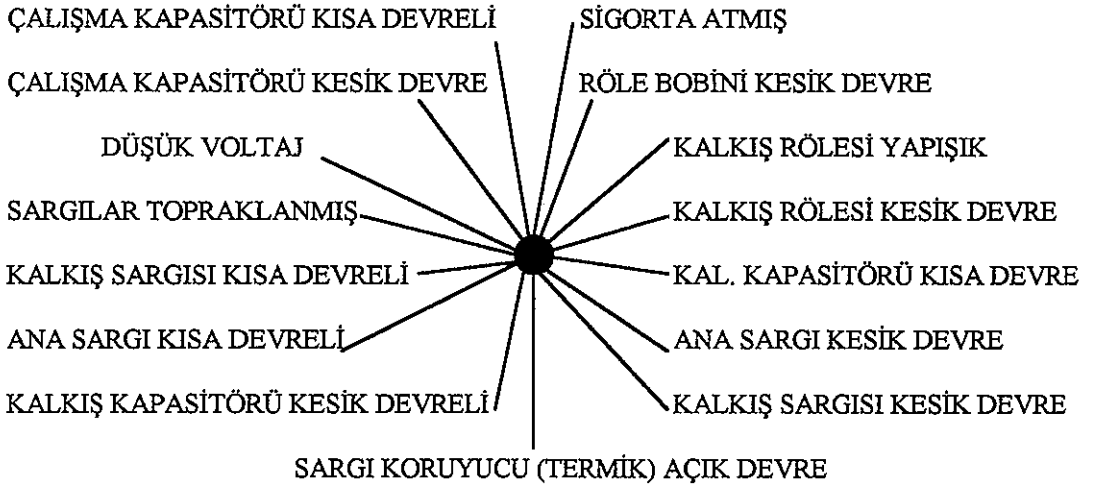 ÇALIŞMA KAPASİTÖRÜ KISA DEVRELİ
SİGORTA ATMIŞ
ÇALIŞMA KAPASİTÖRÜ KESİK DEVRE
RÖLE BOBİNİ KESİK DEVRE
DÜŞÜK VOLTAJ
KALKIŞ RÖLESİ YAPIŞIK
SARGILAR TOPRAKLANMIŞ
KALKIŞ RÖLESİ KESİK DEVRE
KALKIŞ SARGISI KISA DEVRELİ
KAL. KAPASİTÖRÜ KISA DEVRE
ANA SARGI KISA DEVRELİ
ANA SARGI KESİK DEVRE
KALKIŞ KAPASİTÖRÜ KESİK DEVRELİ
KALKIŞ SARGISI KESİK DEVRE
SARGI KORUYUCU (TERMİK) AÇIK DEVRE